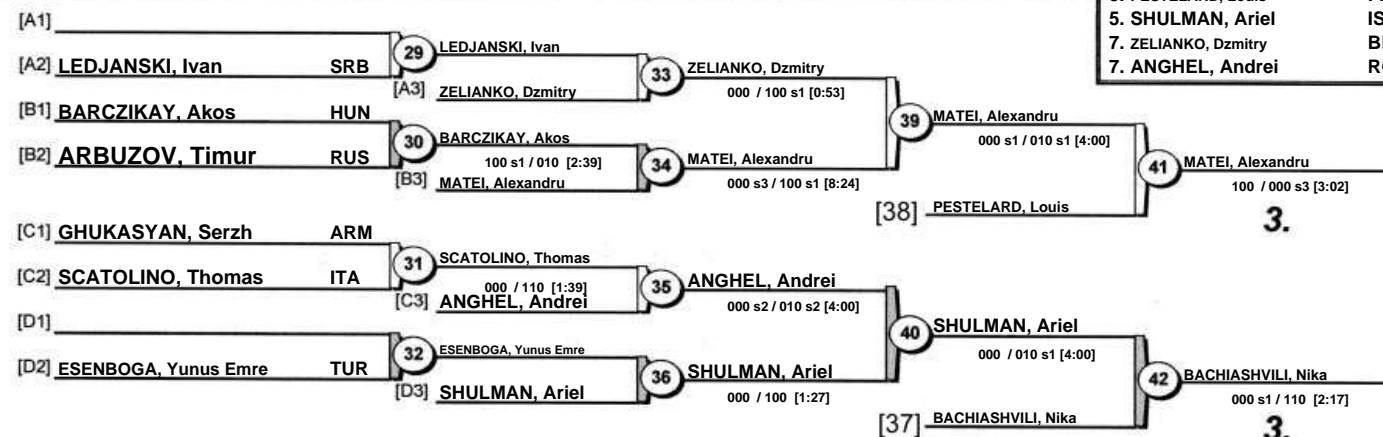 5. SHULMAN, Ariel
7. ZELIANKO, Dzmitry
7. ANGHEL, Andrei
[A1]
[A2] LEDJANSKI, Ivan SRB
29
LEDJANSKI, Ivan
[A3] ZELIANKO, Dzmitry
33
ZELIANKO, Dzmitry
000 / 100 s1 [0:53]
[B1] BARCZIKAY, Akos HUN
[B2] ARBUZOV, Timur RUS
30
BARCZIKAY, Akos
100 s1 / 010 [2:39]
[B3] MATEI, Alexandru
34
MATEI, Alexandru
000 s3 / 100 s1 [8:24]
39
MATEI, Alexandru
000 s1 / 010 s1 [4:00]
[38] PESTELARD, Louis
41
MATEI, Alexandru
100 / 000 s3 [3:02]
3.
[C1] GHUKASYAN, Serzh ARM
[C2] SCATOLINO, Thomas ITA
31
SCATOLINO, Thomas
000 / 110 [1:39]
[C3] ANGHEL, Andrei
35
ANGHEL, Andrei
000 s2 / 010 s2 [4:00]
[D1]
[D2] ESENBOGA, Yunus Emre TUR
32
ESENBOGA, Yunus Emre
[D3] SHULMAN, Ariel
36
SHULMAN, Ariel
000 / 100 [1:27]
40
SHULMAN, Ariel
000 / 010 s1 [4:00]
[37] BACHIASHVILI, Nika
42
BACHIASHVILI, Nika
000 s1 / 110 [2:17]
3.